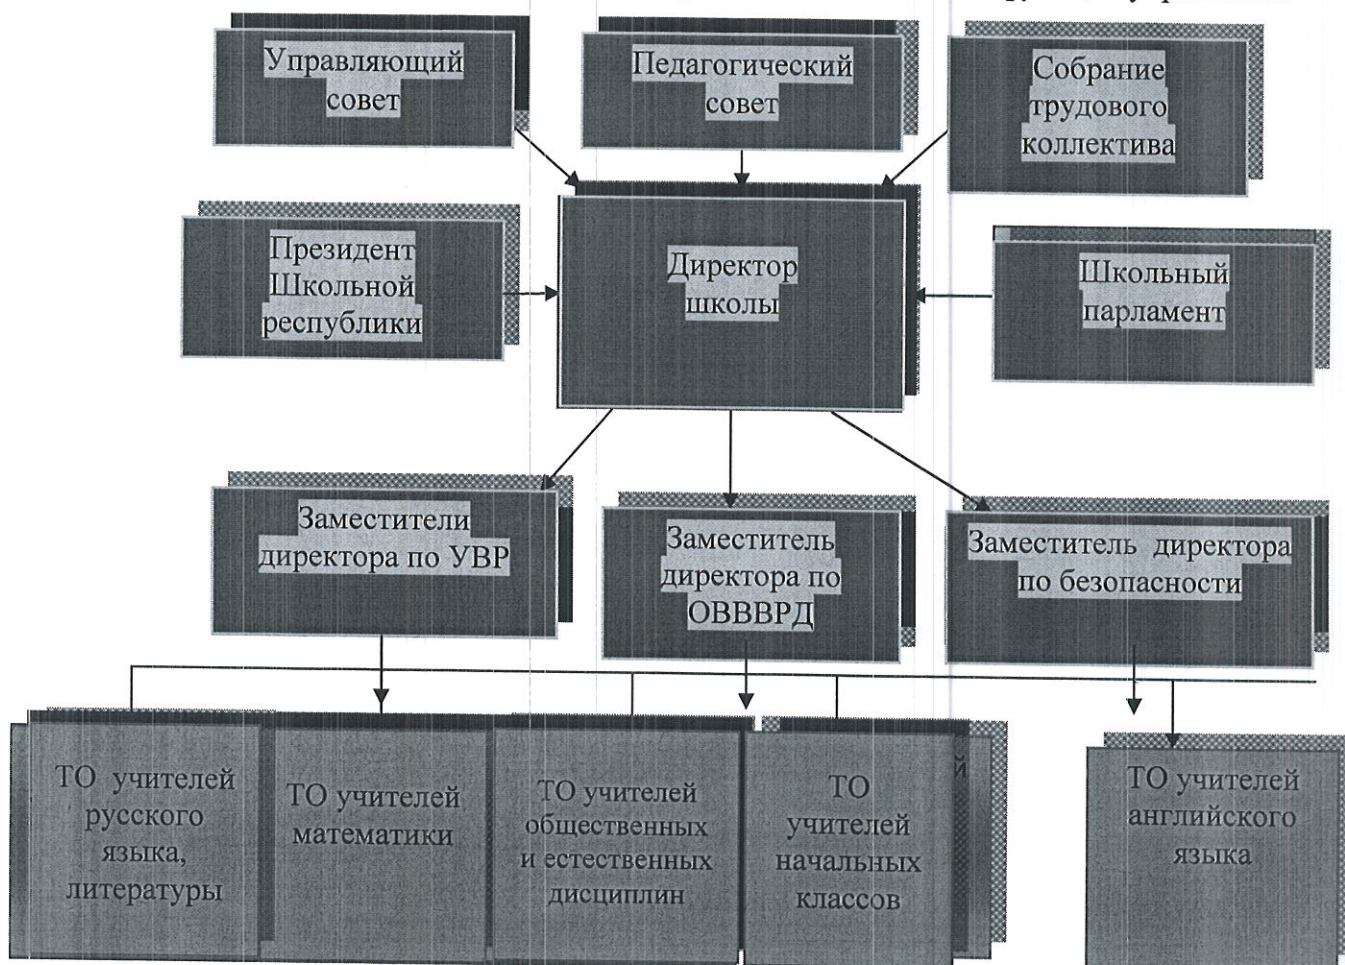 Управляющий
совет
Педагогический
совет
Собрание
трудового
коллектива
Президент
Школьной
республики
Директор
школы
Школьный
парламент
Заместители
директора по УВР
Заместитель
директора по
ОВВВРД
Заместитель директора
по безопасности
ТО учителей
русского
языка,
литературы
ТО учителей
математики
ТО учителей
общественных
и естественных
дисциплин
ТО
учителей
начальных
классов
ТО учителей
английского
языка